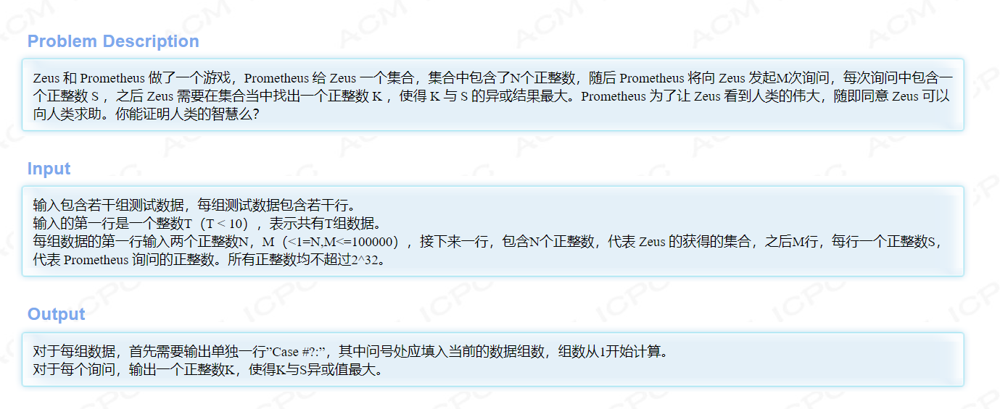 Problem Description
Zeus 和 Prometheus 做了一个游戏，Prometheus 给 Zeus 一个集合，集合中包含了N个正整数，随后 Prometheus 将向 Zeus 发起M次询问，每次询问中包含一
个正整数 S ，之后 Zeus 需要在集合当中找出一个正整数 K ，使得 K 与 S 的异或结果最大。Prometheus 为了让 Zeus 看到人类的伟大，随即同意 Zeus 可以
向人类求助。你能证明人类的智慧么？
Input
输入包含若干组测试数据，每组测试数据包含若干行。
输入的第一行是一个整数T（T < 10），表示共有T组数据。
每组数据的第一行输入两个正整数N，M（<1=N,M<=100000），接下来一行，包含N个正整数，代表 Zeus 的获得的集合，之后M行，每行一个正整数S，
代表 Prometheus 询问的正整数。所有正整数均不超过2^32。
Output
对于每组数据，首先需要输出单独一行”Case #?:”，其中问号处应填入当前的数据组数，组数从1开始计算。
对于每个询问，输出一个正整数K，使得K与S异或值最大。